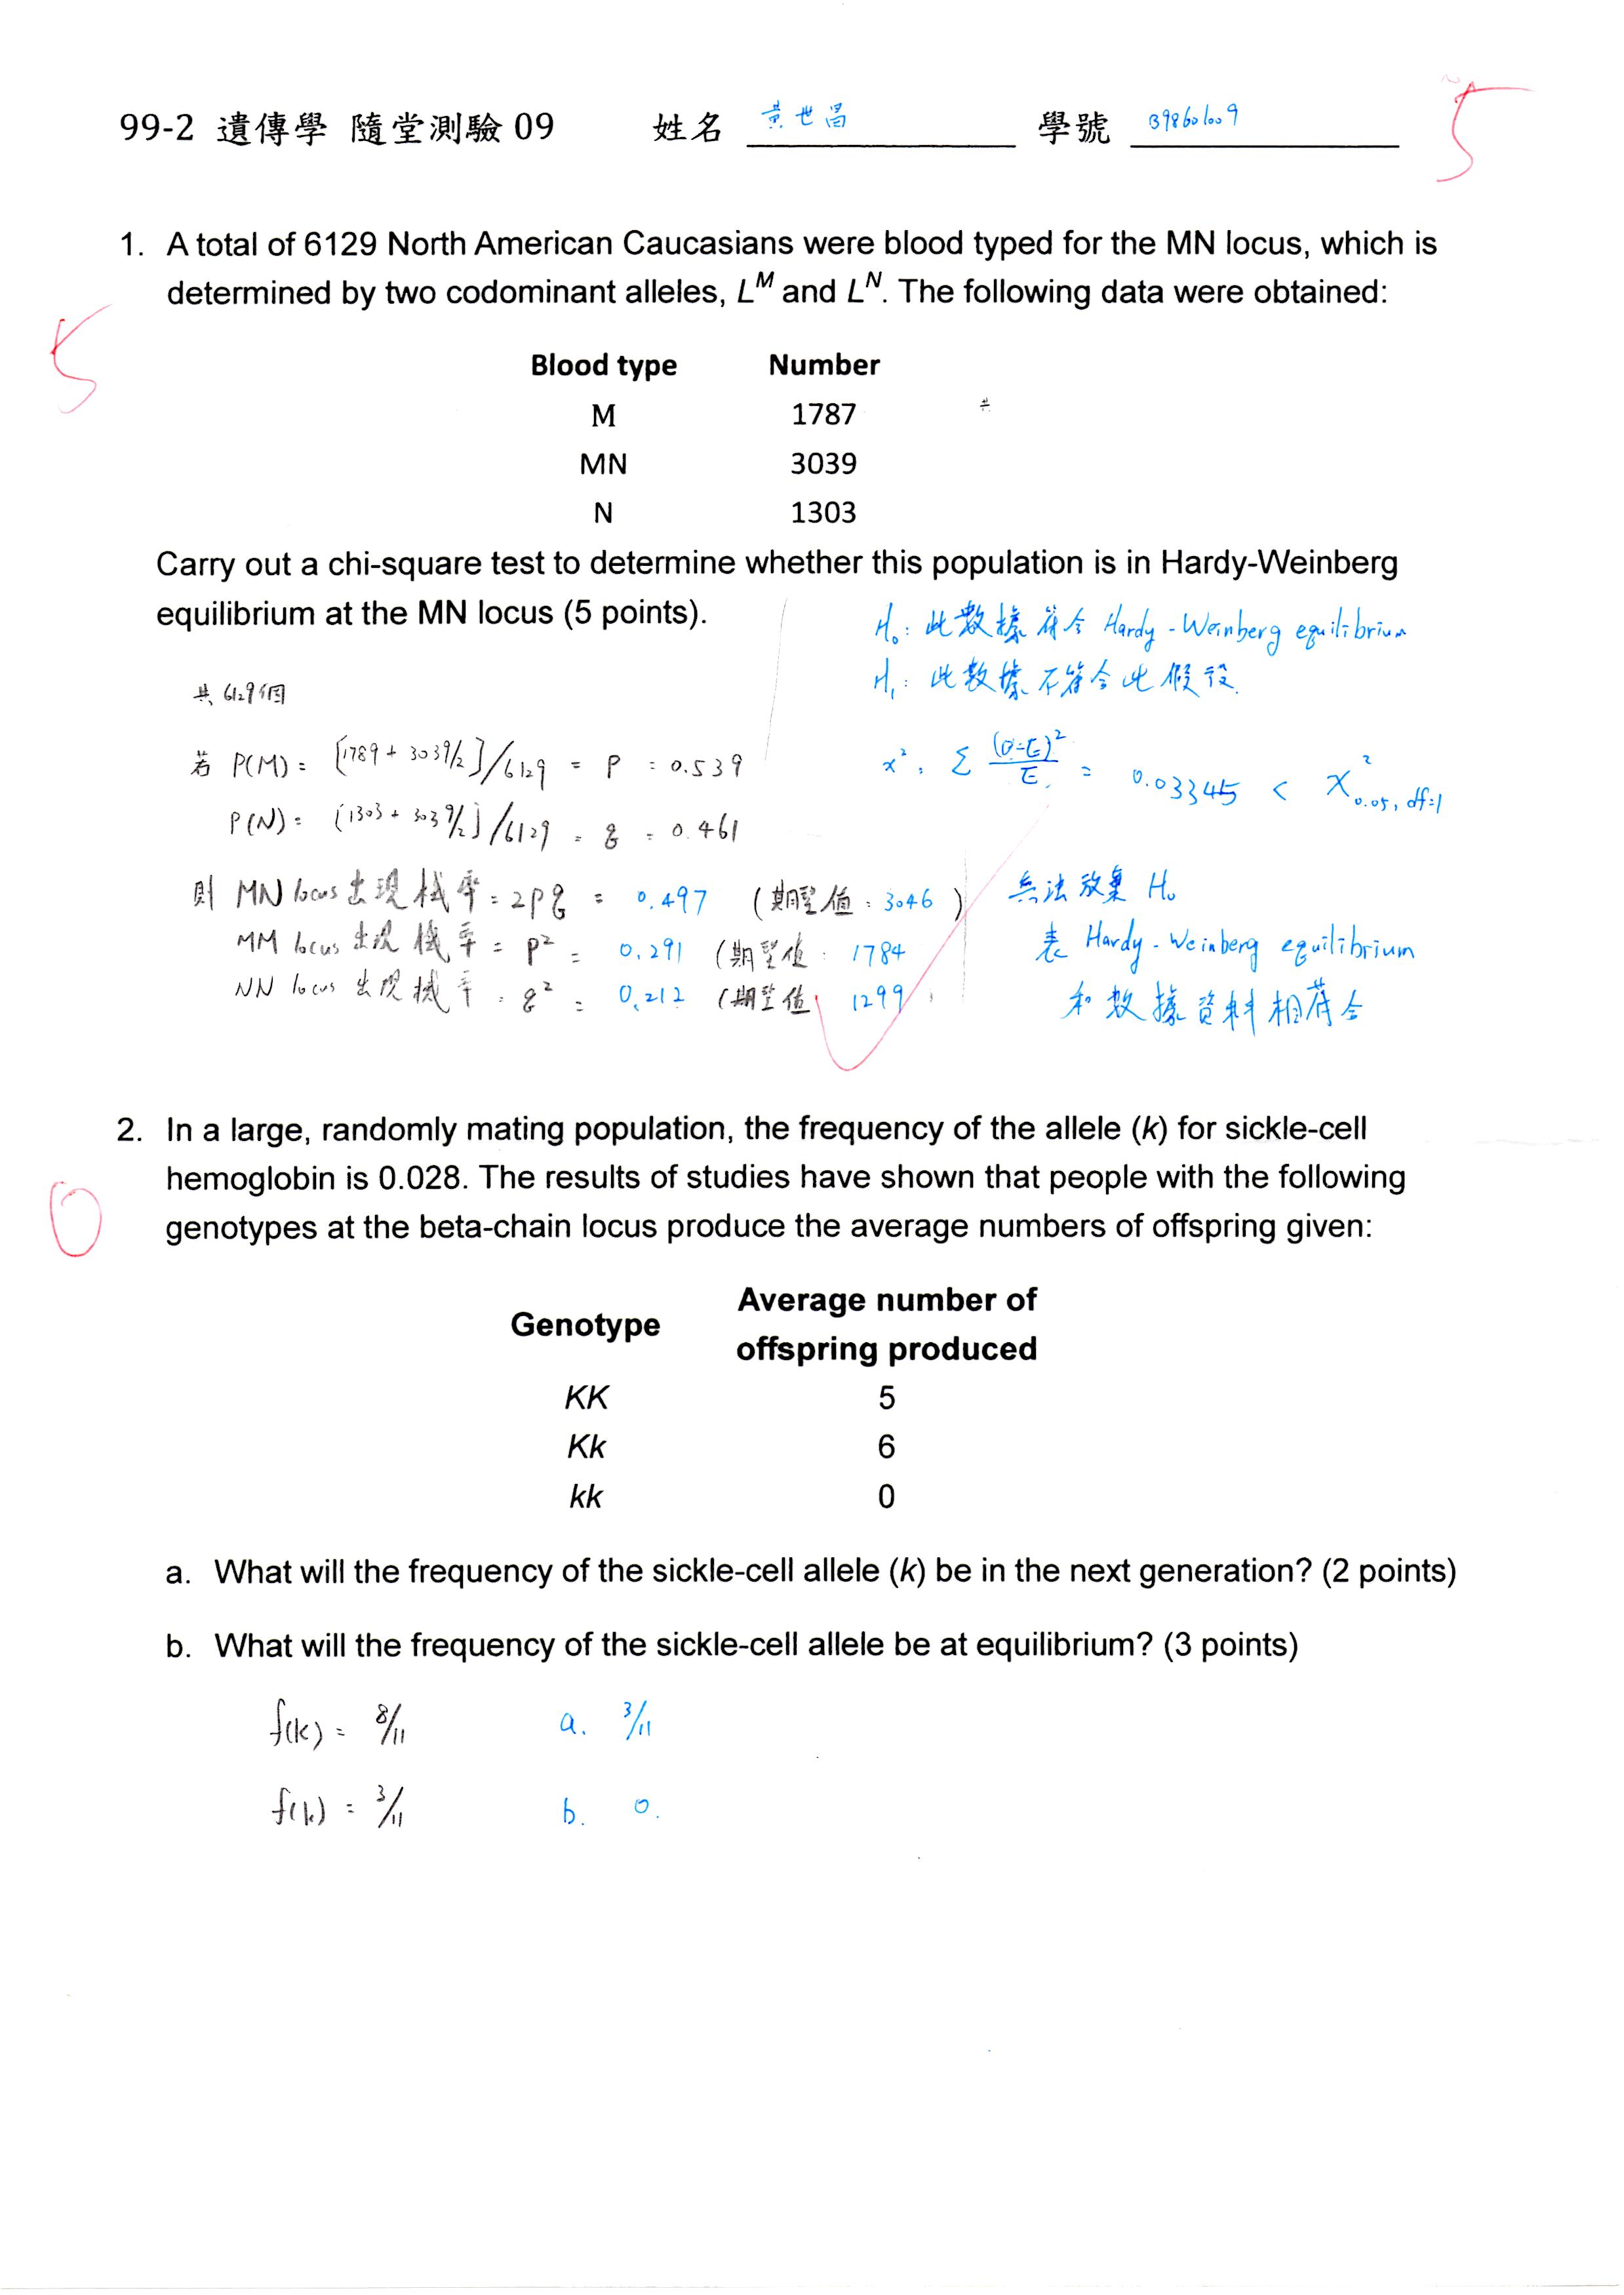 99-2 遺傳學 隨堂測驗 09 姓名 黃世昌 學號 B98601009
5
1. A total of 6129 North American Caucasians were blood typed for the MN locus, which is
determined by two codominant alleles, L^M and L^N. The following data were obtained:
5
Blood type Number
M 1787
MN 3039
N 1303
Carry out a chi-square test to determine whether this population is in Hardy-Weinberg
equilibrium at the MN locus (5 points).
H₀: 此數據符合 Hardy-Weinberg equilibrium
H₁: 此數據不符合此假設.
共 6129個
若 P(M) = [1789 + 3039/2]/6129 = P = 0.539
P(N) = [1303 + 3039/2]/6129 = q = 0.461
x² = Σ (O-E)²/E = 0.03345 < X²0.05, df=1
則 MN locus 出現機率 = 2pq = 0.497 (期望值: 3046)
MM locus 出現機率 = p² = 0.291 (期望值: 1784
NN locus 出現機率 = q² = 0.212 (期望值 1299
無法放棄 H₀
表 Hardy-Weinberg equilibrium
和數據資料相符合
2. In a large, randomly mating population, the frequency of the allele (k) for sickle-cell
hemoglobin is 0.028. The results of studies have shown that people with the following
genotypes at the beta-chain locus produce the average numbers of offspring given:
0
Genotype Average number of
offspring produced
KK 5
Kk 6
kk 0
a. What will the frequency of the sickle-cell allele (k) be in the next generation? (2 points)
b. What will the frequency of the sickle-cell allele be at equilibrium? (3 points)
f(K) = 8/11 a. 3/11
f(k) = 3/11 b. 0.